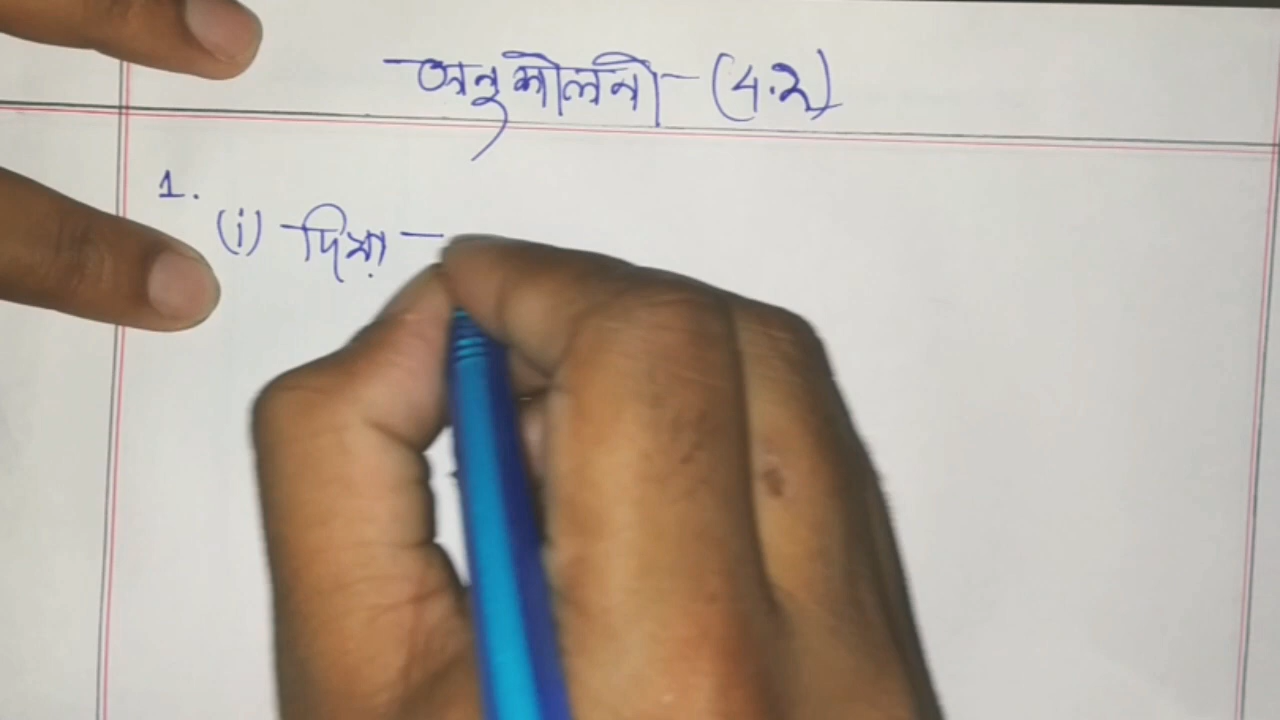 অনুশীলনী - (4.2)
1.
(i) দিয়া -